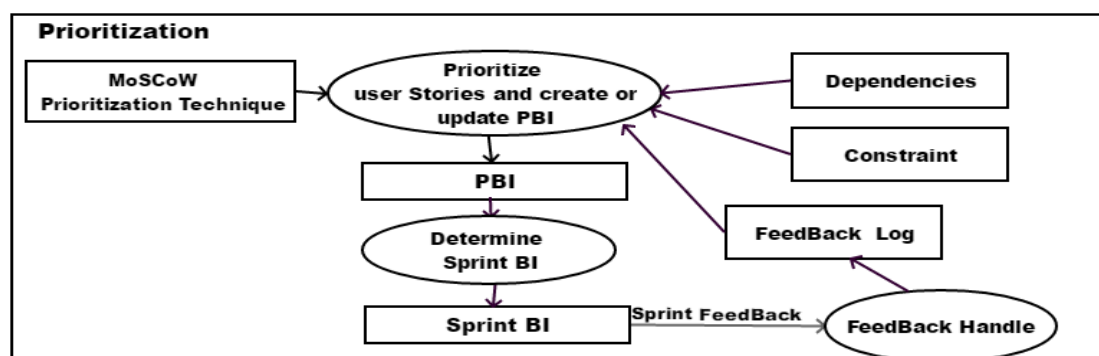 Prioritization
MoSCoW
Prioritization Technique
Prioritize
user Stories and create or
update PBI
Dependencies
Constraint
PBI
FeedBack Log
Determine
Sprint BI
Sprint BI
Sprint FeedBack
FeedBack Handle